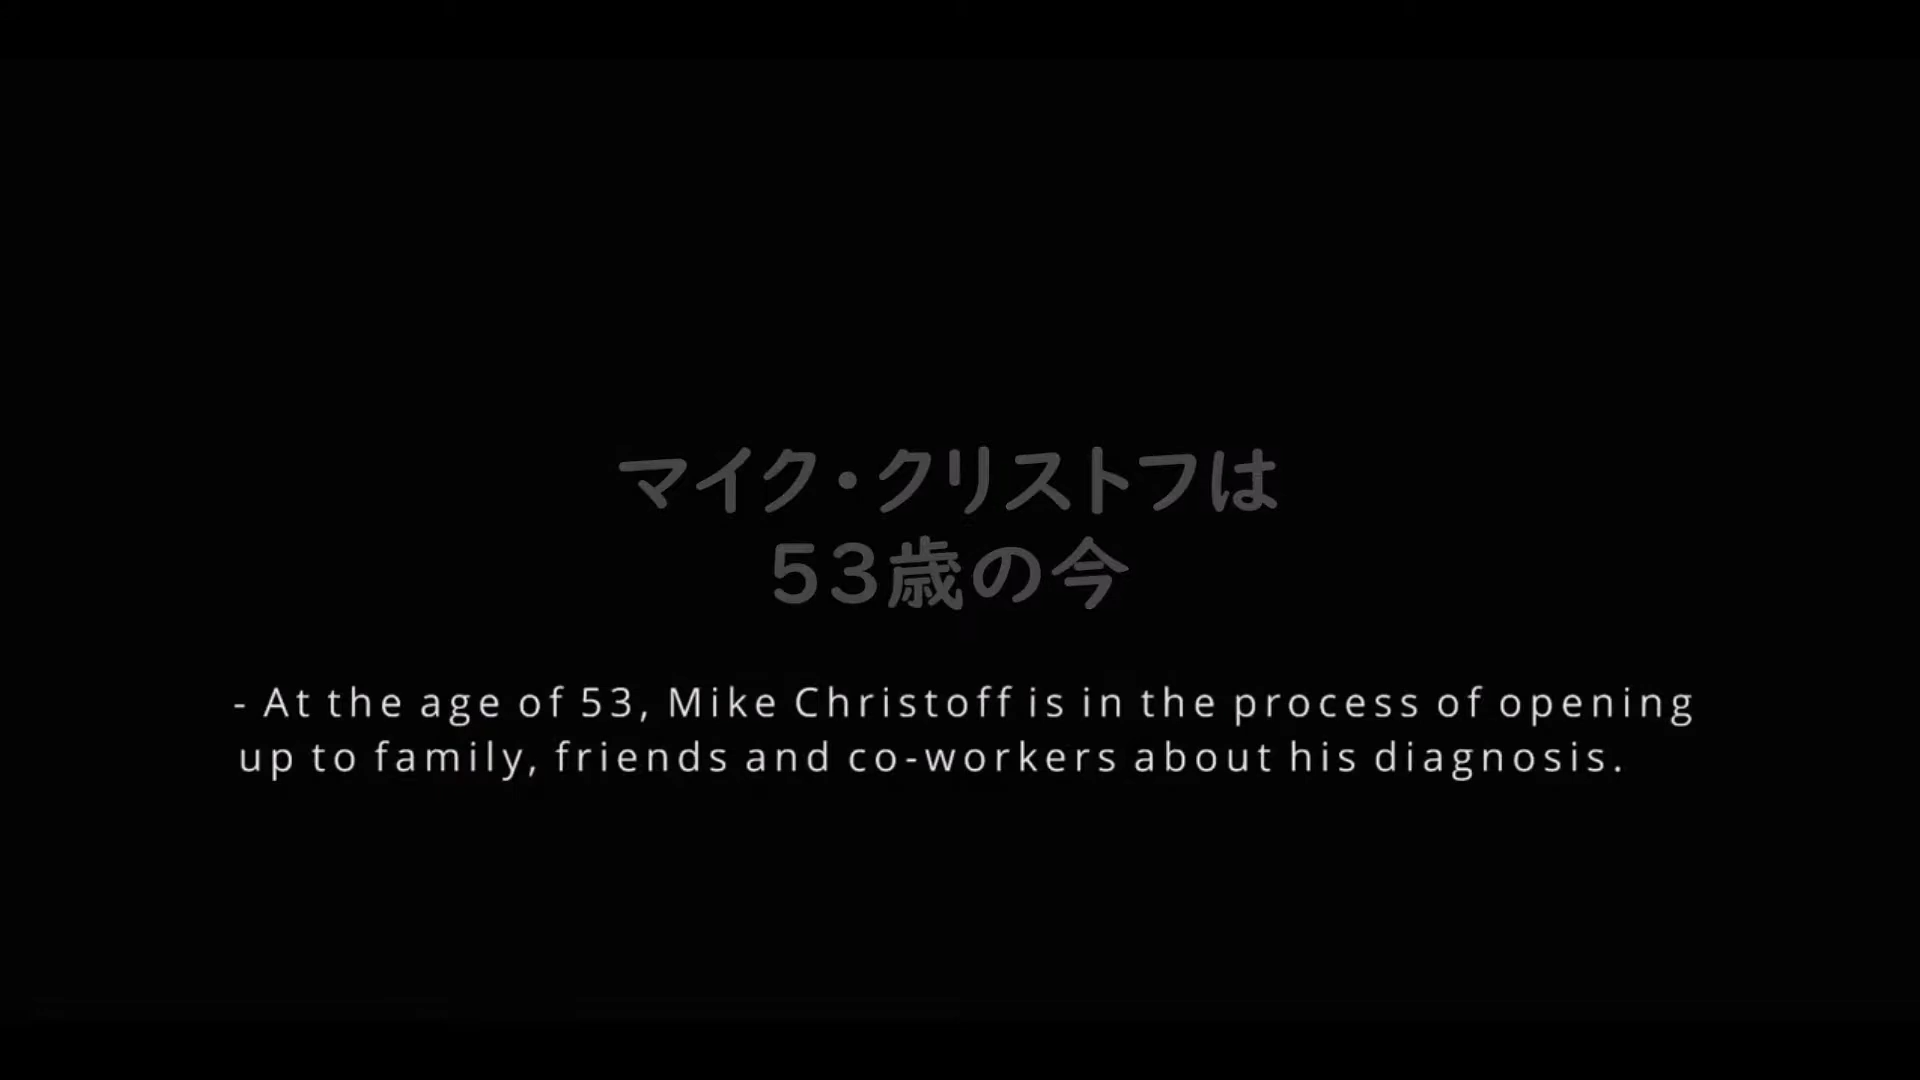 マイク・クリストフは
53歳の今
- At the age of 53, Mike Christoff is in the process of opening
up to family, friends and co-workers about his diagnosis.